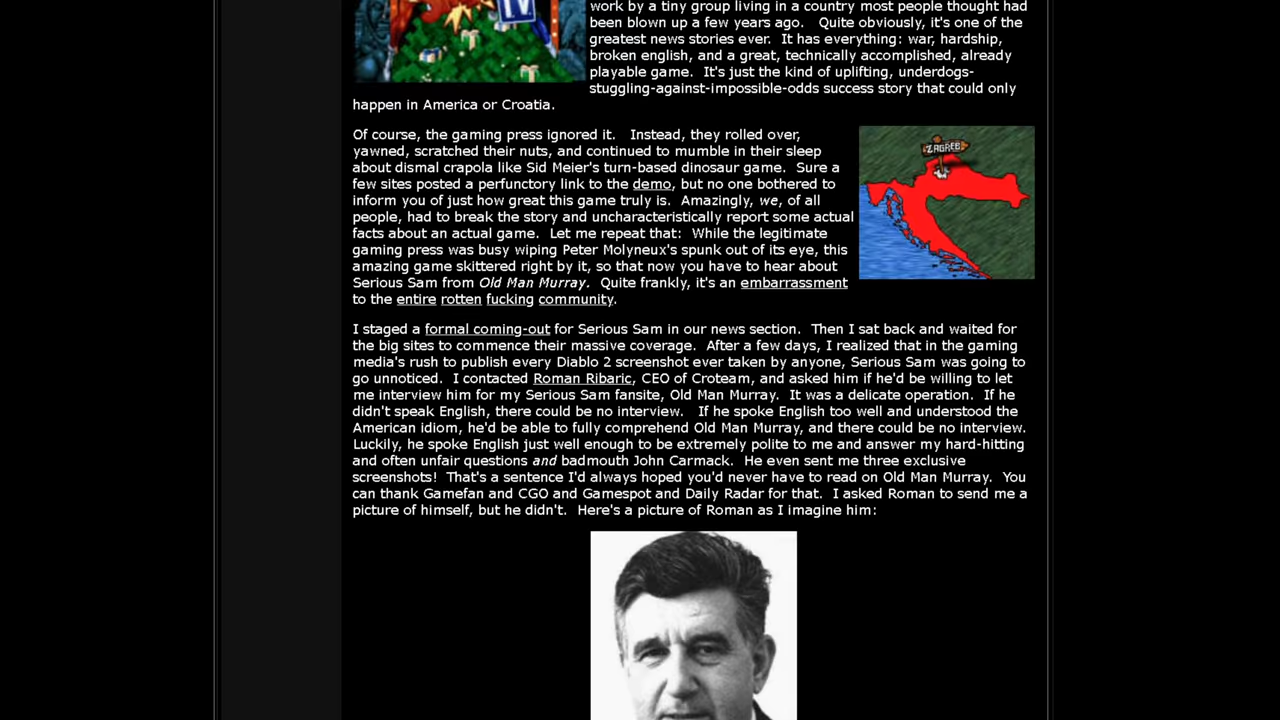 work by a tiny group living in a country most people thought had
been blown up a few years ago.   Quite obviously, it's one of the
greatest news stories ever.  It has everything: war, hardship,
broken english, and a great, technically accomplished, already
playable game.  It's just the kind of uplifting, underdogs-
stuggling-against-impossible-odds success story that could only
happen in America or Croatia.
TV
Of course, the gaming press ignored it.   Instead, they rolled over,
yawned, scratched their nuts, and continued to mumble in their sleep
about dismal crapola like Sid Meier's turn-based dinosaur game.  Sure a
few sites posted a perfunctory link to the demo, but no one bothered to
inform you of just how great this game truly is.  Amazingly, we, of all
people, had to break the story and uncharacteristically report some actual
facts about an actual game.  Let me repeat that:  While the legitimate
gaming press was busy wiping Peter Molyneux's spunk out of its eye, this
amazing game skittered right by it, so that now you have to hear about
Serious Sam from Old Man Murray.  Quite frankly, it's an embarrassment
to the entire rotten fucking community.
ZAGREB
I staged a formal coming-out for Serious Sam in our news section.  Then I sat back and waited for
the big sites to commence their massive coverage.  After a few days, I realized that in the gaming
media's rush to publish every Diablo 2 screenshot ever taken by anyone, Serious Sam was going to
go unnoticed.  I contacted Roman Ribaric, CEO of Croteam, and asked him if he'd be willing to let
me interview him for my Serious Sam fansite, Old Man Murray.  It was a delicate operation.  If he
didn't speak English, there could be no interview.   If he spoke English too well and understood the
American idiom, he'd be able to fully comprehend Old Man Murray, and there could be no interview.
Luckily, he spoke English just well enough to be extremely polite to me and answer my hard-hitting
and often unfair questions and badmouth John Carmack.  He even sent me three exclusive
screenshots!  That's a sentence I'd always hoped you'd never have to read on Old Man Murray.  You
can thank Gamefan and CGO and Gamespot and Daily Radar for that.  I asked Roman to send me a
picture of himself, but he didn't.  Here's a picture of Roman as I imagine him: